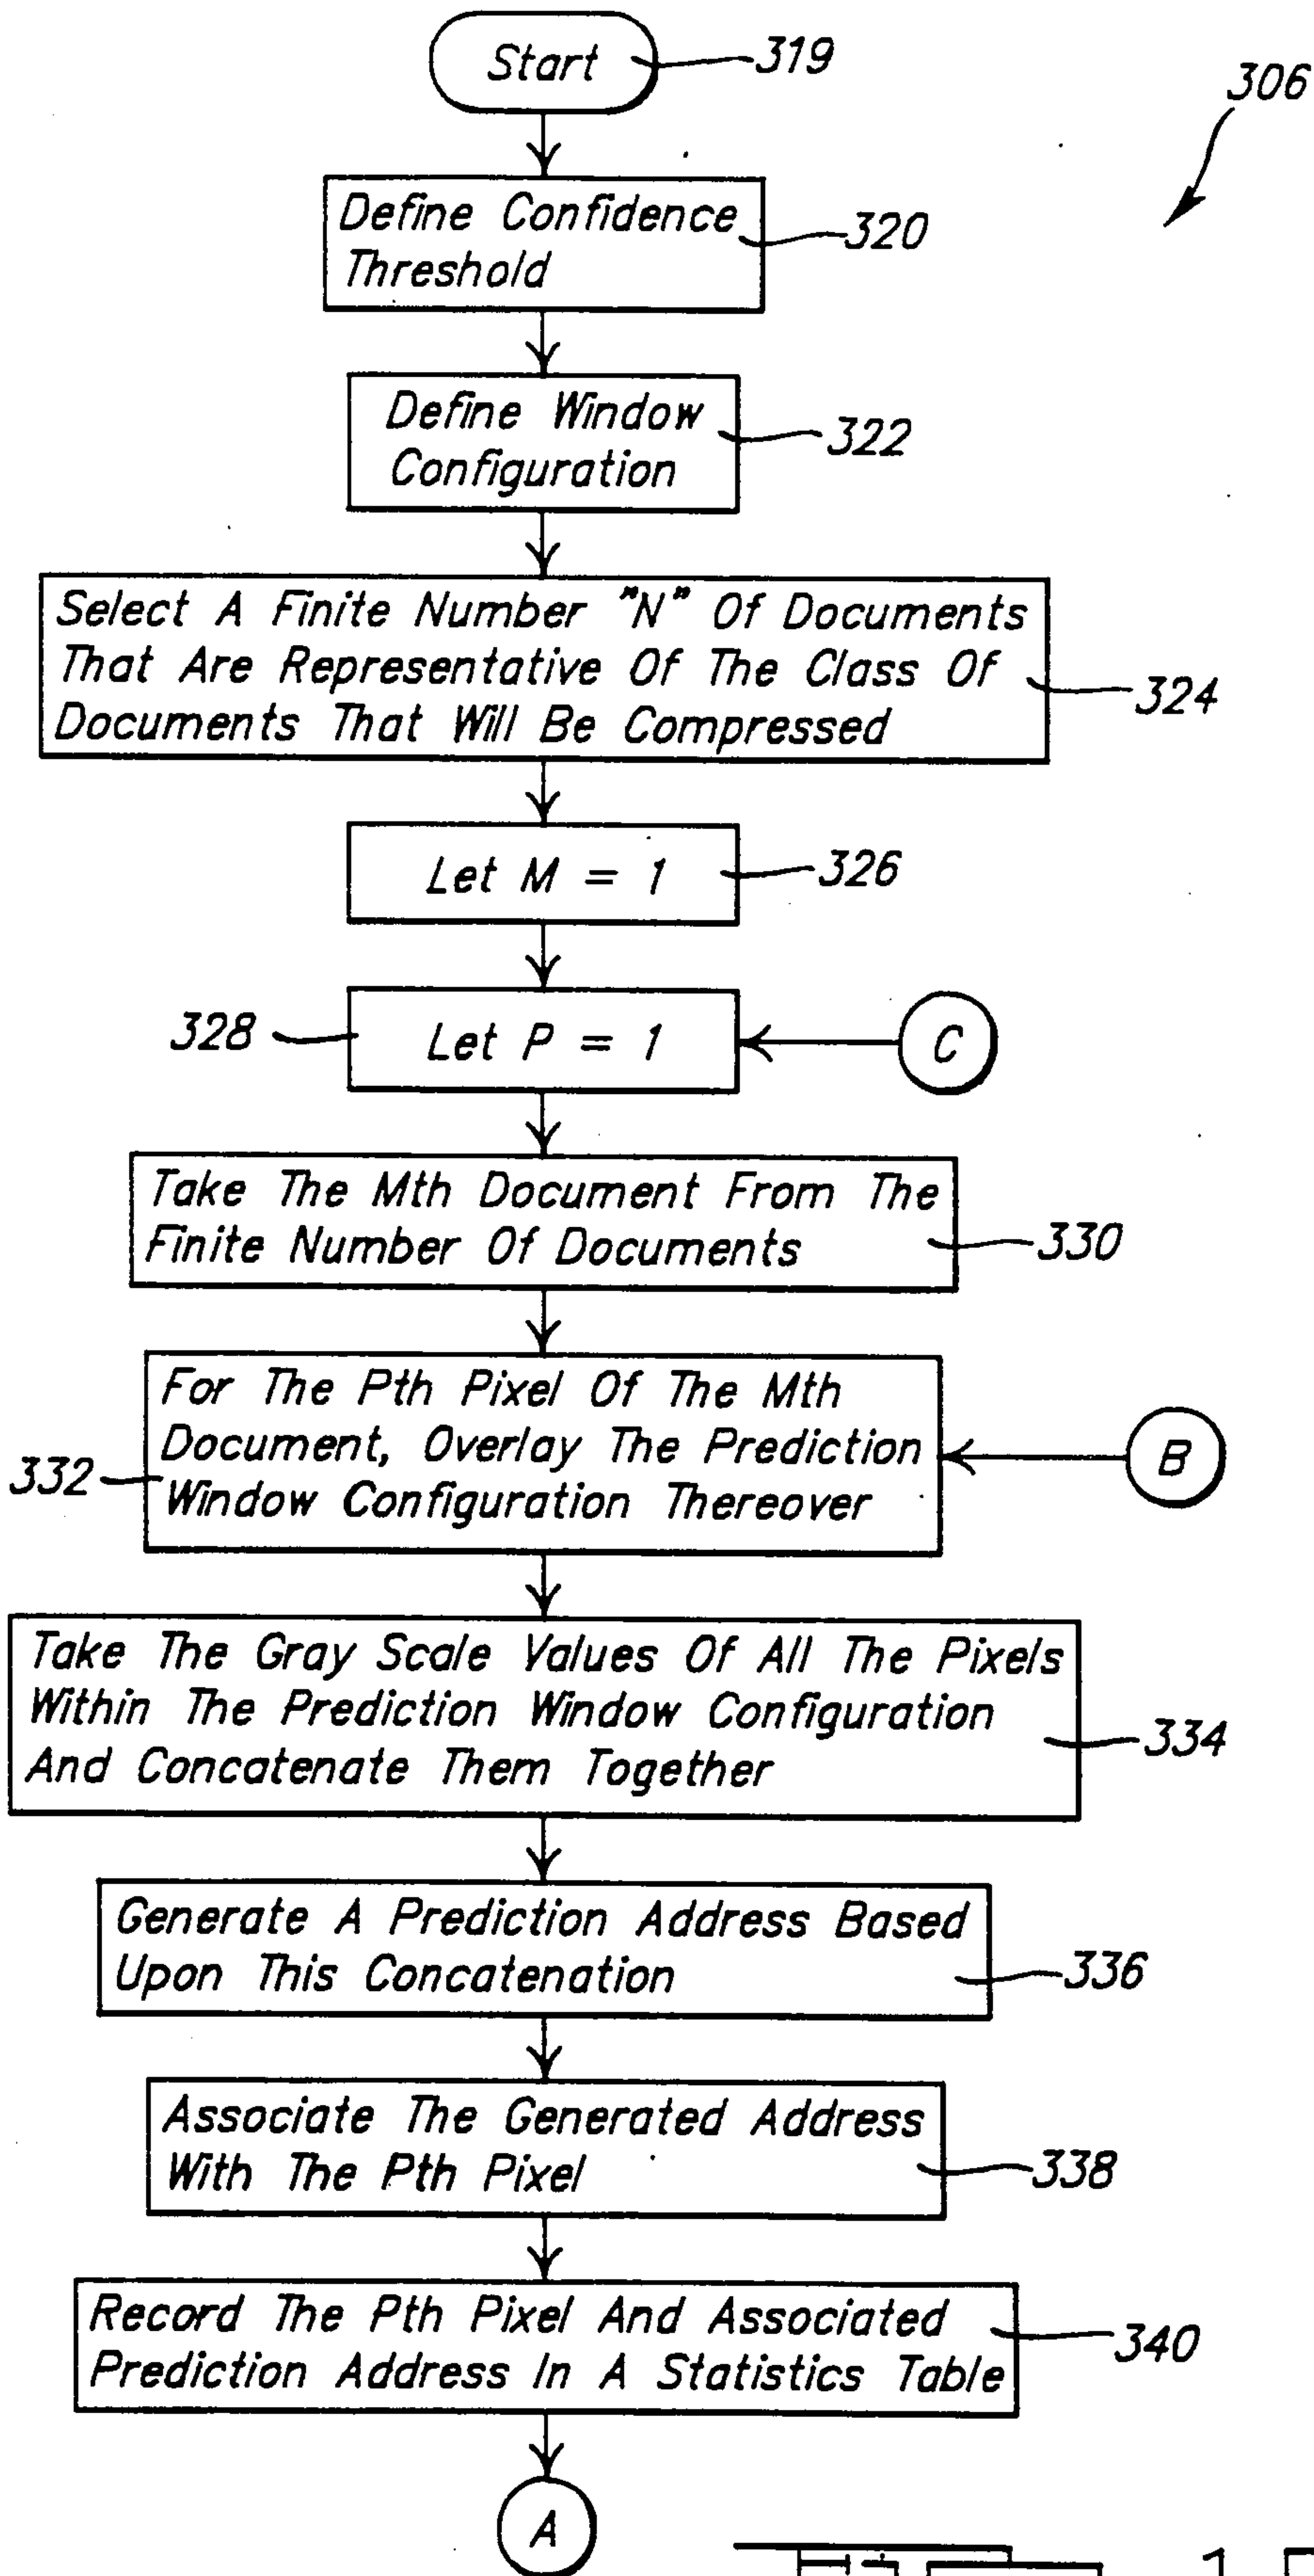 Start
319
306
Define Confidence
Threshold
320
Define Window
Configuration
322
Select A Finite Number "N" Of Documents
That Are Representative Of The Class Of
Documents That Will Be Compressed
324
Let M = 1
326
328
Let P = 1
C
Take The Mth Document From The
Finite Number Of Documents
330
For The Pth Pixel Of The Mth
Document, Overlay The Prediction
Window Configuration Thereover
332
B
Take The Gray Scale Values Of All The Pixels
Within The Prediction Window Configuration
And Concatenate Them Together
334
Generate A Prediction Address Based
Upon This Concatenation
336
Associate The Generated Address
With The Pth Pixel
338
Record The Pth Pixel And Associated
Prediction Address In A Statistics Table
340
A